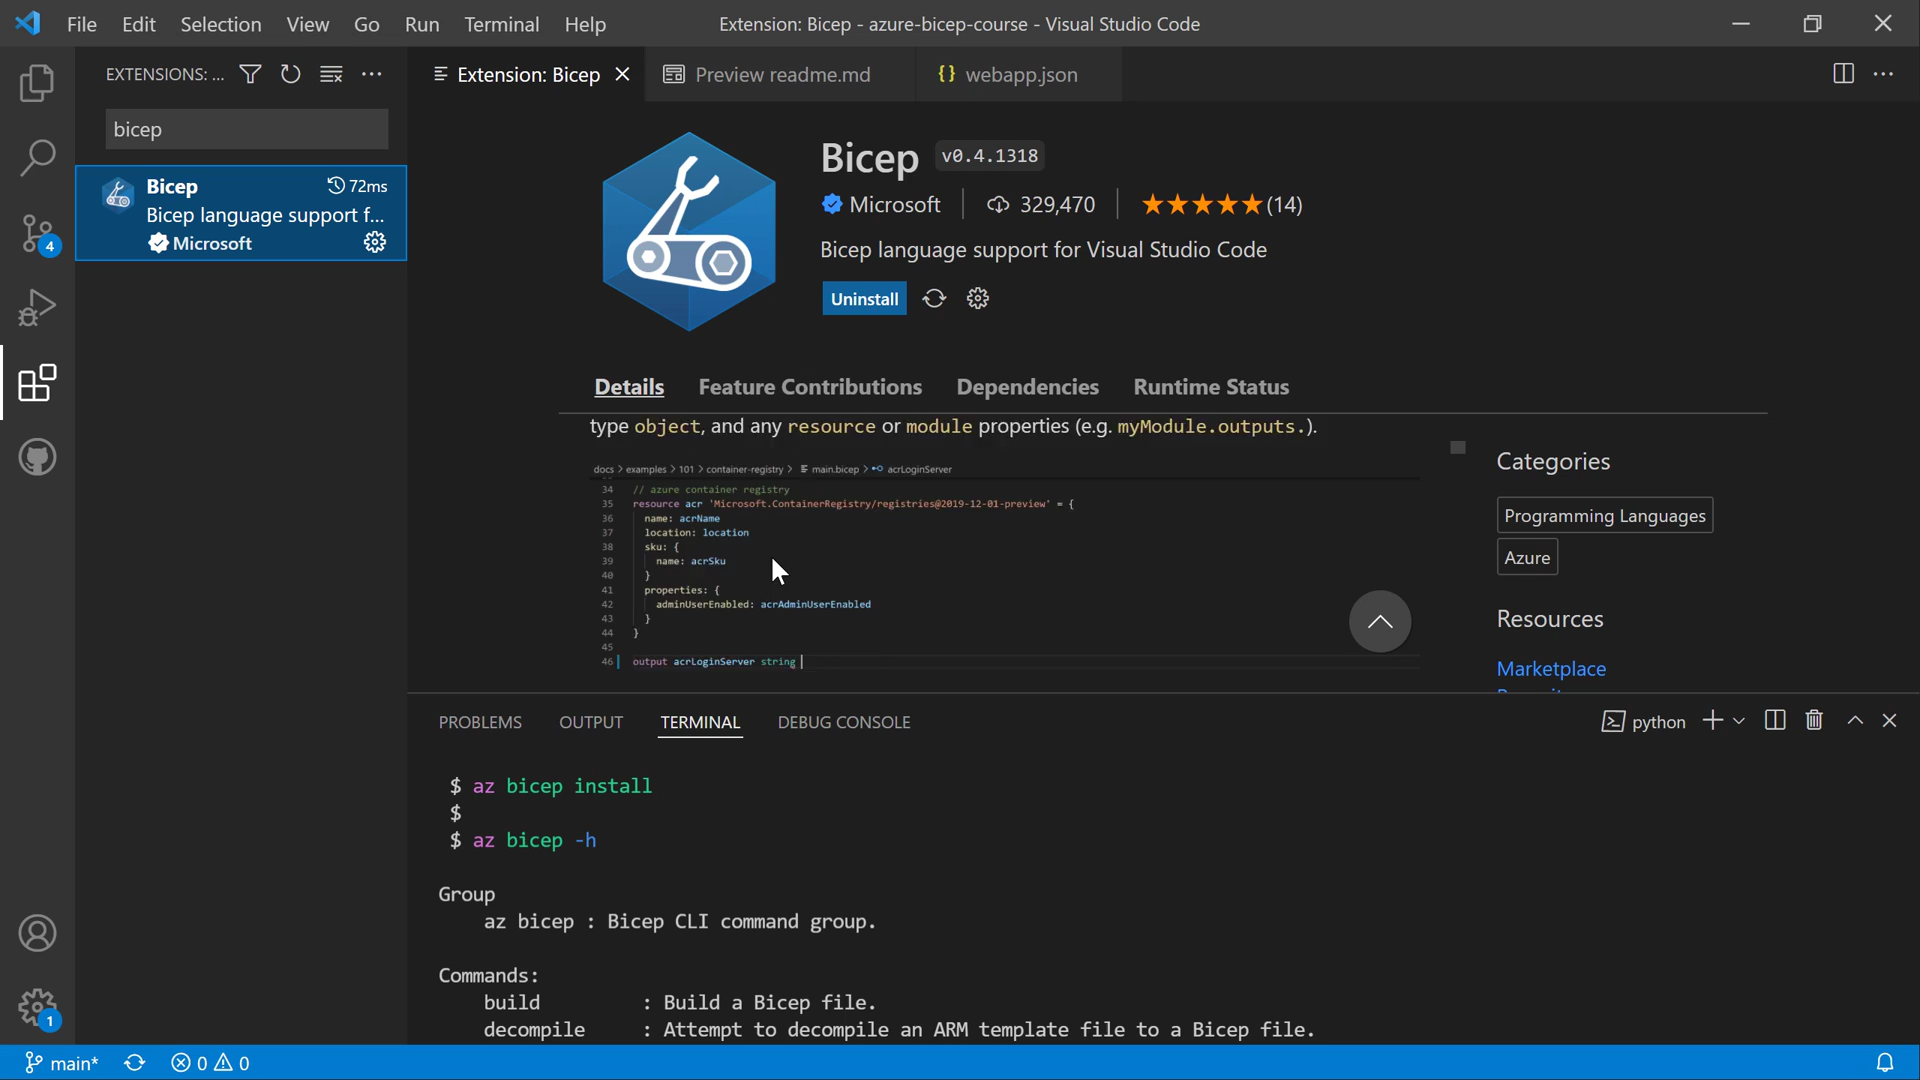 File Edit Selection View Go Run Terminal Help
Extension: Bicep - azure-bicep-course - Visual Studio Code
EXTENSIONS: ...
Extension: Bicep
Preview readme.md
{} webapp.json
bicep
Bicep 72ms
Bicep language support f...
Microsoft
4
Bicep v0.4.1318
Microsoft 329,470 ★★★★★(14)
Bicep language support for Visual Studio Code
Uninstall
Details Feature Contributions Dependencies Runtime Status
type object, and any resource or module properties (e.g. myModule.outputs.).
docs > examples > 101 > container-registry > main.bicep > acrLoginServer
34 // azure container registry
35 resource acr 'Microsoft.ContainerRegistry/registries@2019-12-01-preview' = {
36 name: acrName
37 location: location
38 sku: {
39 name: acrSku
40 }
41 properties: {
42 adminUserEnabled: acrAdminUserEnabled
43 }
44 }
45
46 output acrLoginServer string
Categories
Programming Languages
Azure
Resources
Marketplace
PROBLEMS OUTPUT TERMINAL DEBUG CONSOLE
python
$ az bicep install
$
$ az bicep -h
Group
az bicep : Bicep CLI command group.
Commands:
build : Build a Bicep file.
decompile : Attempt to decompile an ARM template file to a Bicep file.
1
main* 0 0